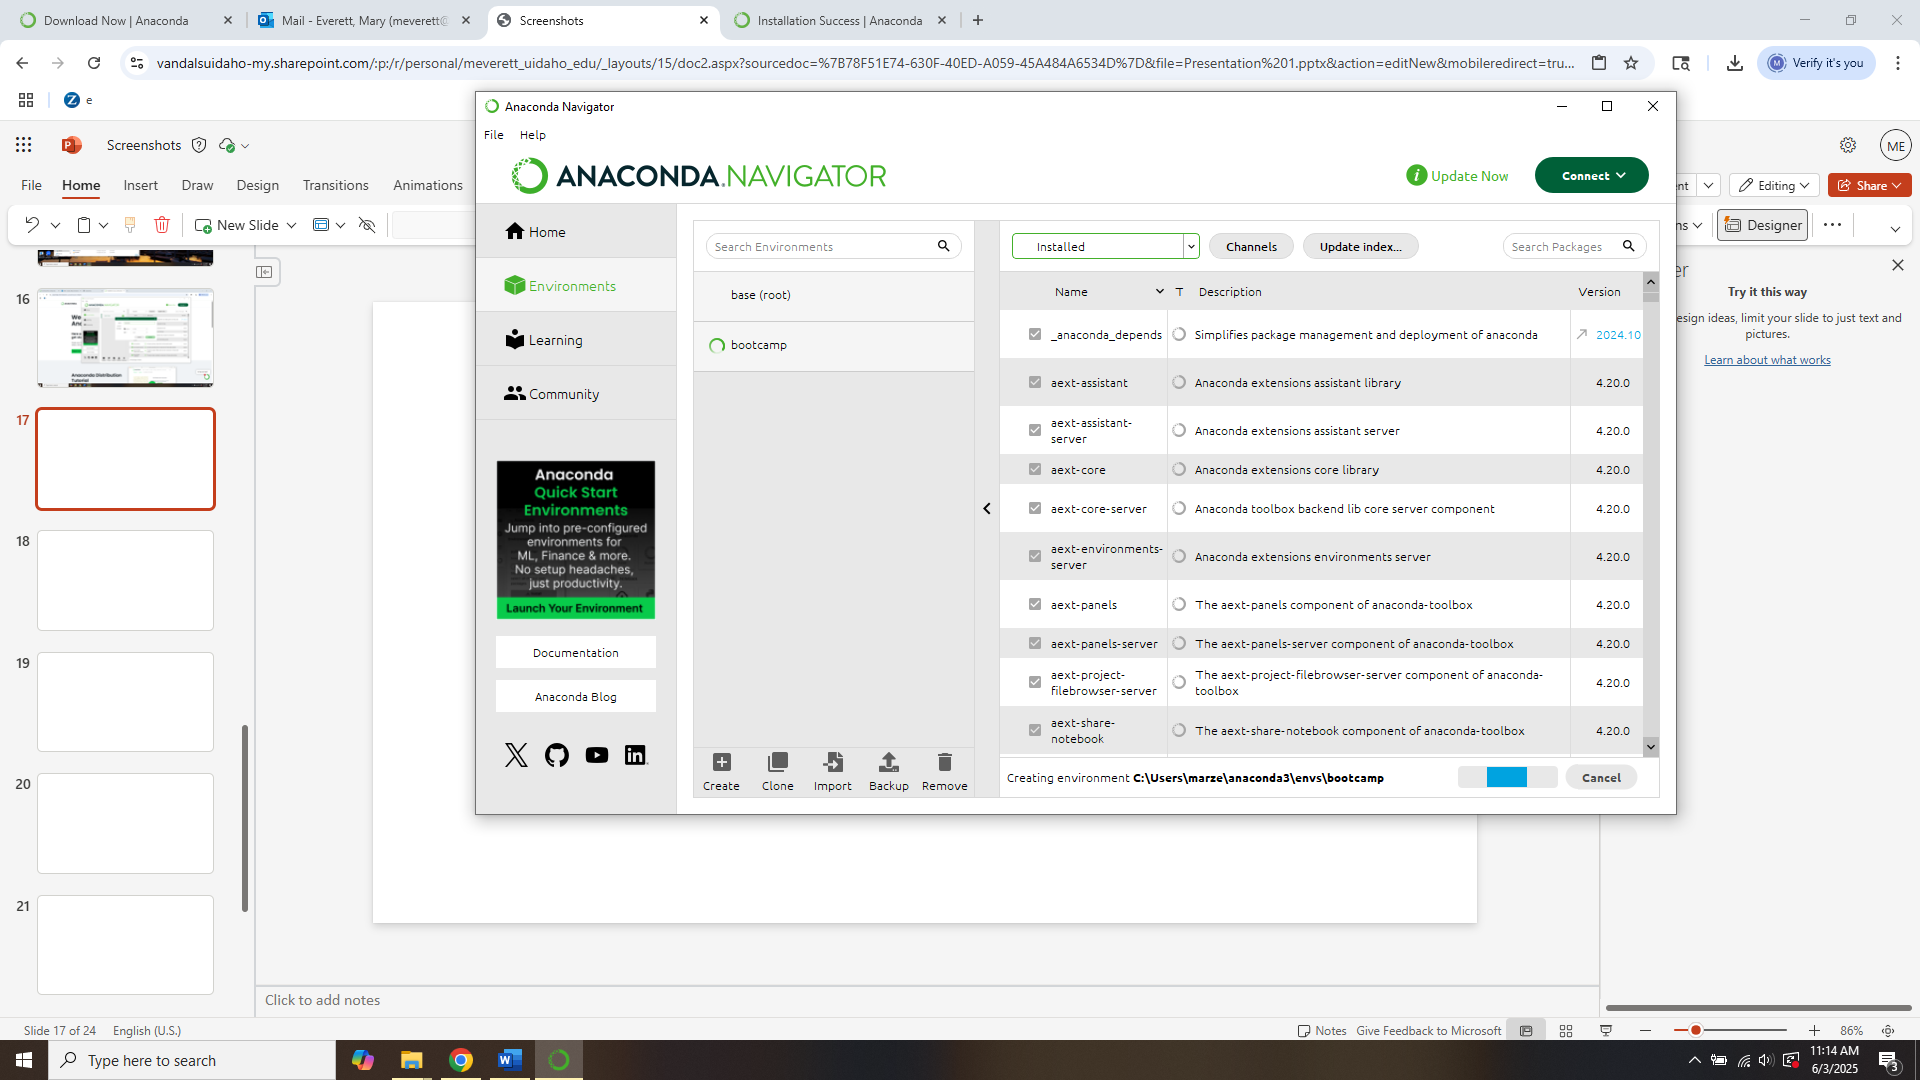 Download Now | Anaconda
Mail - Everett, Mary (meverett@
Screenshots
Installation Success | Anaconda
vandalsuidaho-my.sharepoint.com/:p:/r/personal/meverett_uidaho_edu/_layouts/15/doc2.aspx?sourcedoc=%7B78F51E74-630F-40ED-A059-45A484A6534D%7D&file=Presentation%201.pptx&action=editNew&mobileredirect=tru...
M
Verify it's you
Z e
Screenshots
ME
File Home Insert Draw Design Transitions Animations
nt
Editing
Share
New Slide
ns
Designer
Anaconda Navigator
File Help
ANACONDA.NAVIGATOR
i Update Now
Connect
Home
Environments
Learning
Community
Anaconda
Quick Start
Environments
Jump into pre-configured
environments for
ML, Finance & more.
No setup headaches,
just productivity.
Launch Your Environment
Documentation
Anaconda Blog
Search Environments
base (root)
bootcamp
Create Clone Import Backup Remove
Installed
Channels
Update index...
Search Packages
Name T Description Version
_anaconda_depends Simplifies package management and deployment of anaconda 2024.10
aext-assistant Anaconda extensions assistant library 4.20.0
aext-assistant-
server Anaconda extensions assistant server 4.20.0
aext-core Anaconda extensions core library 4.20.0
aext-core-server Anaconda toolbox backend lib core server component 4.20.0
aext-environments-
server Anaconda extensions environments server 4.20.0
aext-panels The aext-panels component of anaconda-toolbox 4.20.0
aext-panels-server The aext-panels-server component of anaconda-toolbox 4.20.0
aext-project-
filebrowser-server The aext-project-filebrowser-server component of anaconda-
toolbox 4.20.0
aext-share-
notebook The aext-share-notebook component of anaconda-toolbox 4.20.0
Creating environment C:\Users\marze\anaconda3\envs\bootcamp
Cancel
er
Try it this way
esign ideas, limit your slide to just text and
pictures.
Learn about what works
16
17
18
19
20
21
Click to add notes
Slide 17 of 24 English (U.S.)
Notes Give Feedback to Microsoft
86%
Type here to search
11:14 AM
6/3/2025
3